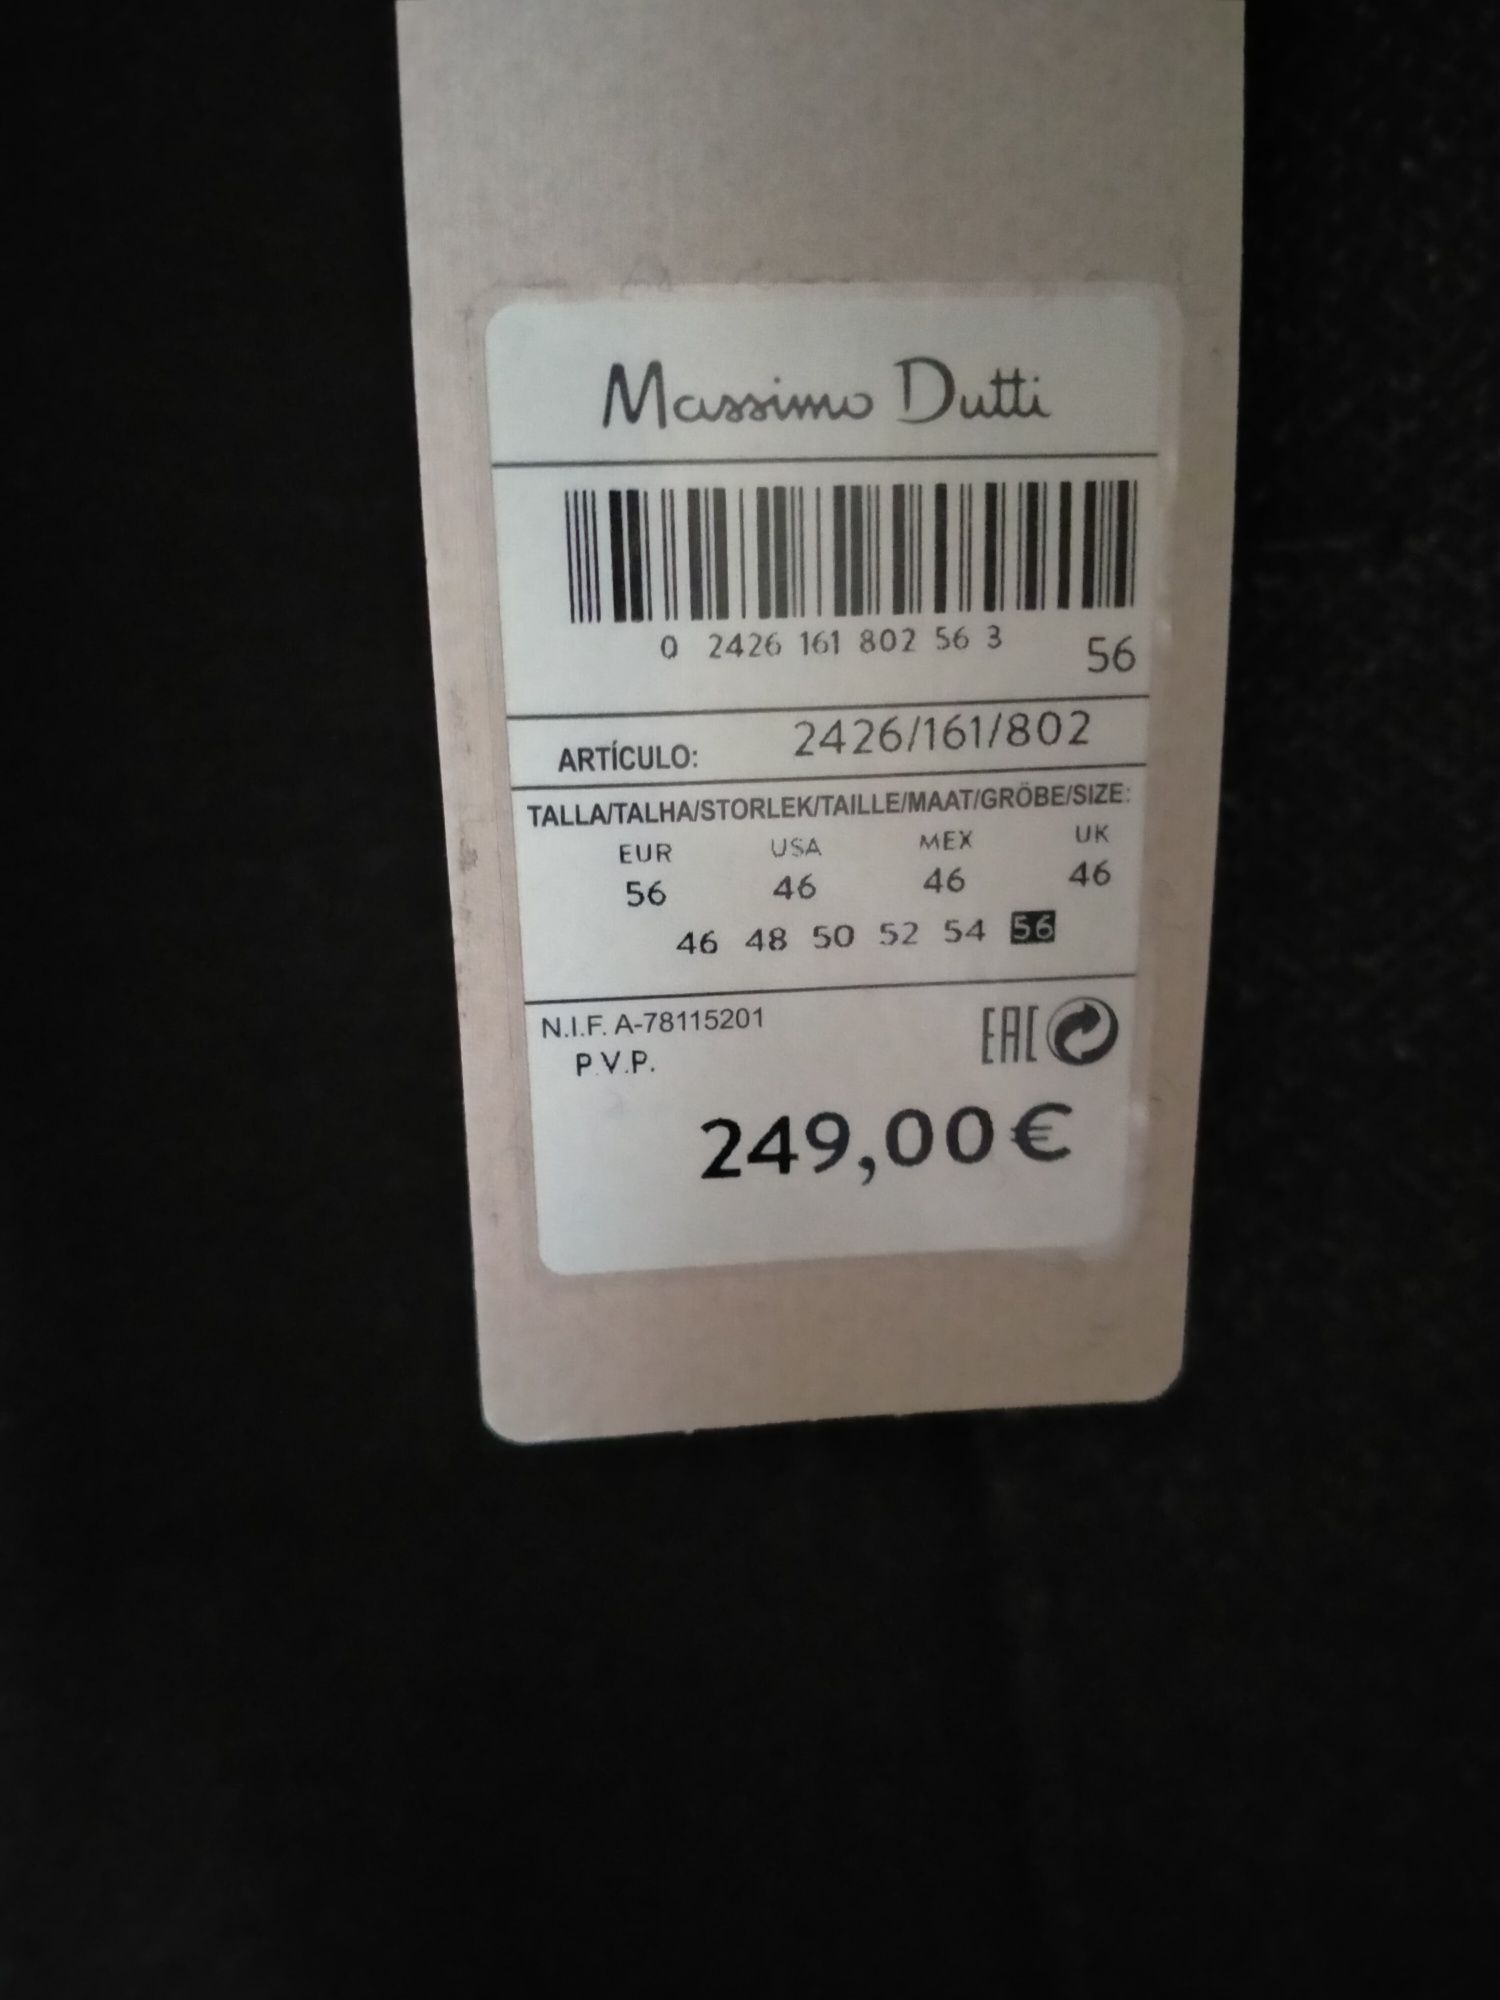 Massimo Dutti
0 2426 161 802 56 3
56
ARTÍCULO: 2426/161/802
TALLA/TALHA/STORLEK/TAILLE/MAAT/GRÖBE/SIZE:
EUR USA MEX UK
56 46 46 46
46 48 50 52 54 56
N.I.F. A-78115201
EAC
P.V.P.
249,00€